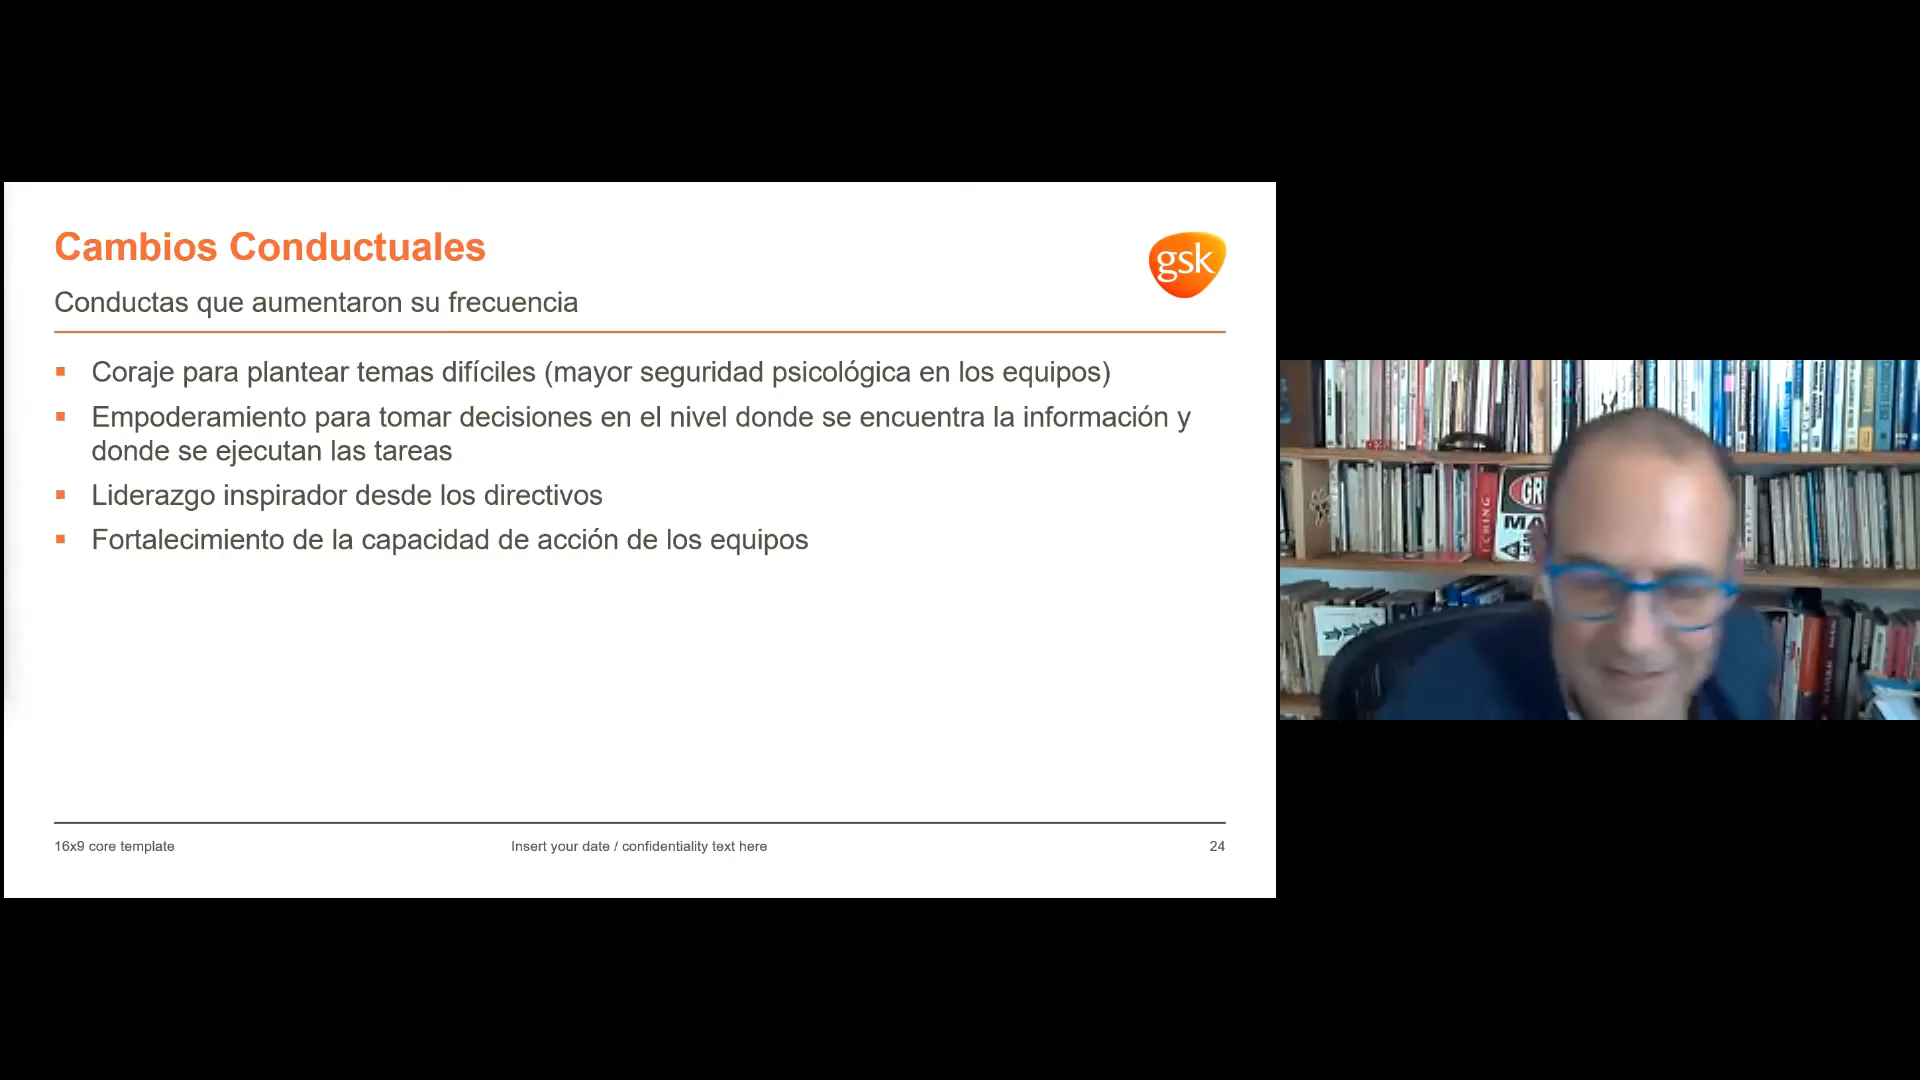 Cambios Conductuales
gsk
Conductas que aumentaron su frecuencia
▪ Coraje para plantear temas difíciles (mayor seguridad psicológica en los equipos)
▪ Empoderamiento para tomar decisiones en el nivel donde se encuentra la información y
donde se ejecutan las tareas
▪ Liderazgo inspirador desde los directivos
▪ Fortalecimiento de la capacidad de acción de los equipos
16x9 core template
Insert your date / confidentiality text here
24
GR
MA
I CHING